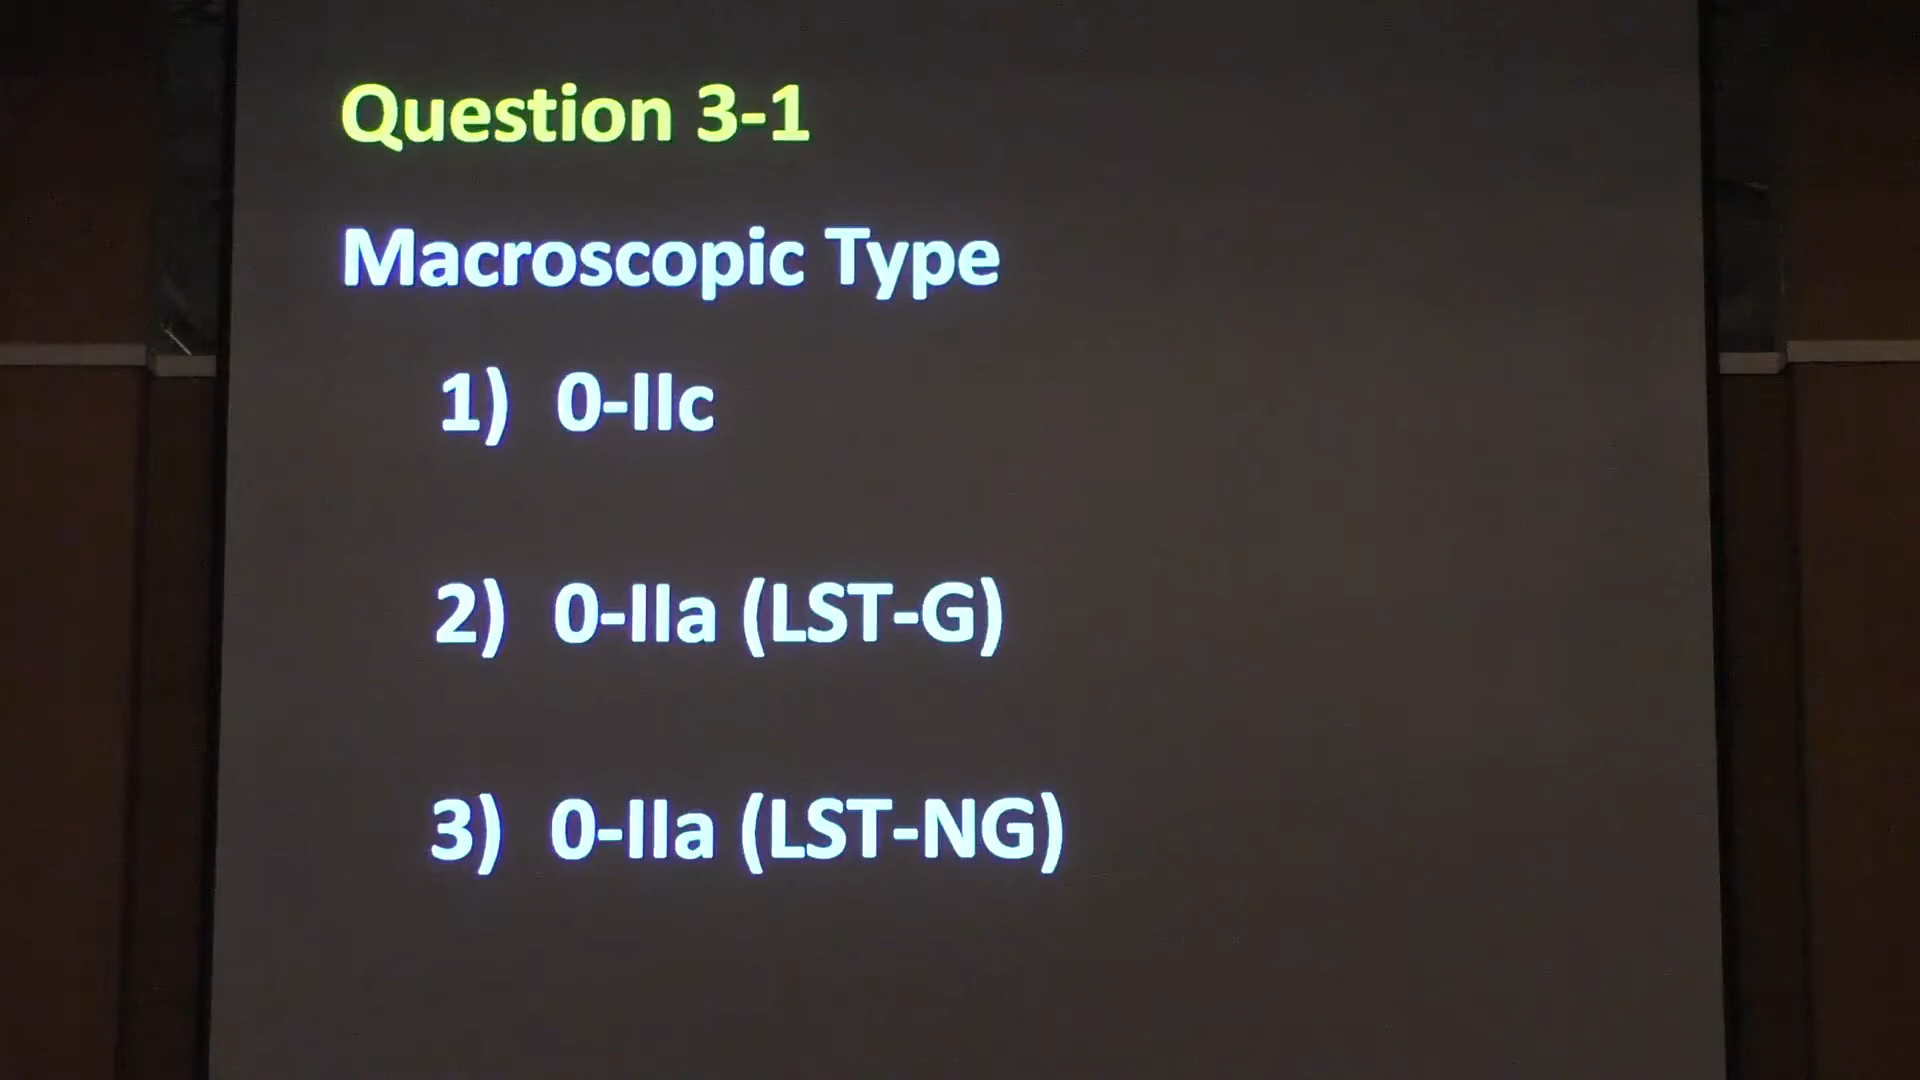 Question 3-1
Macroscopic Type
1) 0-IIc
2) 0-IIa (LST-G)
3) 0-IIa (LST-NG)